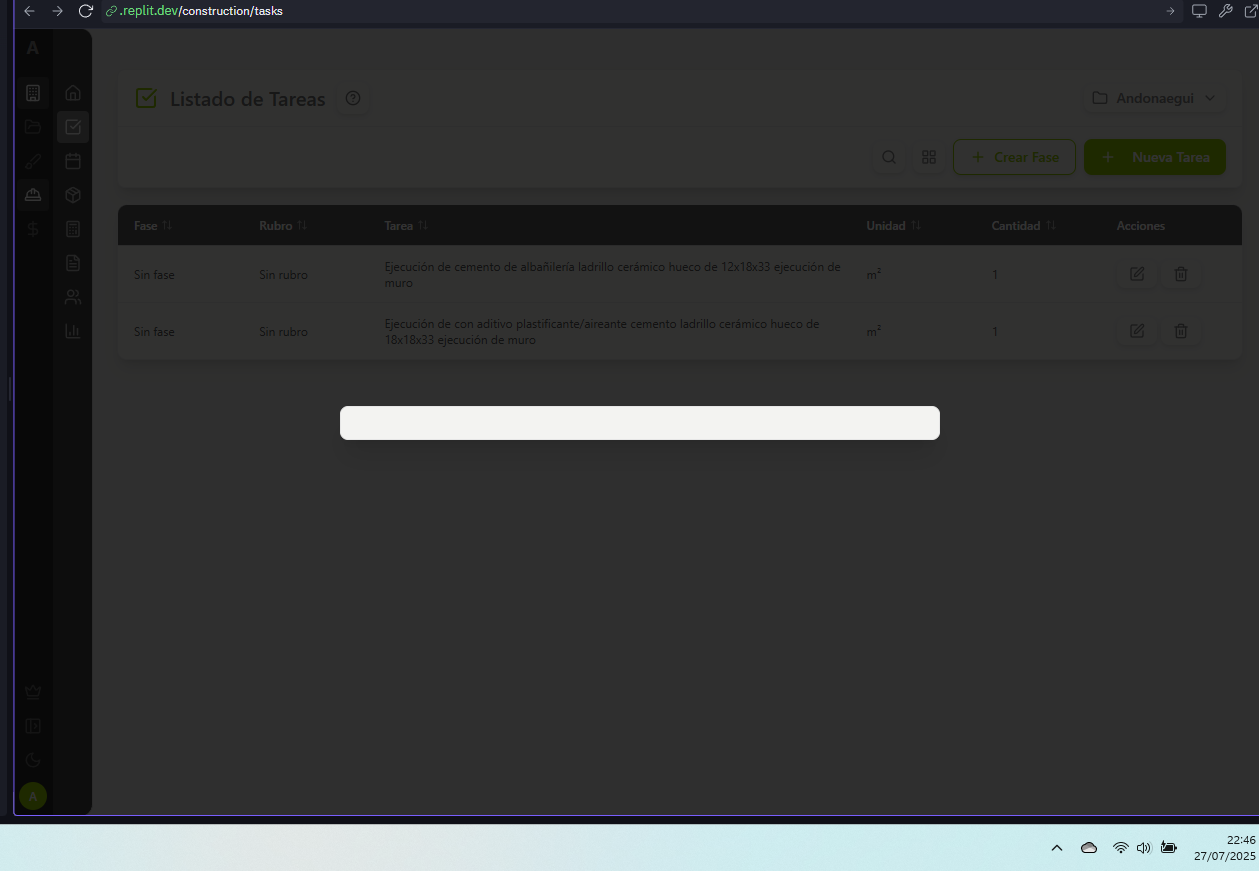 .replit.dev/construction/tasks
A
Listado de Tareas
Andonaegui
Crear Fase
Nueva Tarea
Fase Rubro Tarea Unidad Cantidad Acciones
Sin fase Sin rubro Ejecución de cemento de albañilería ladrillo cerámico hueco de 12x18x33 ejecución de
muro m² 1
Sin fase Sin rubro Ejecución de con aditivo plastificante/aireante cemento ladrillo cerámico hueco de
18x18x33 ejecución de muro m² 1
A
22:46
27/07/2025